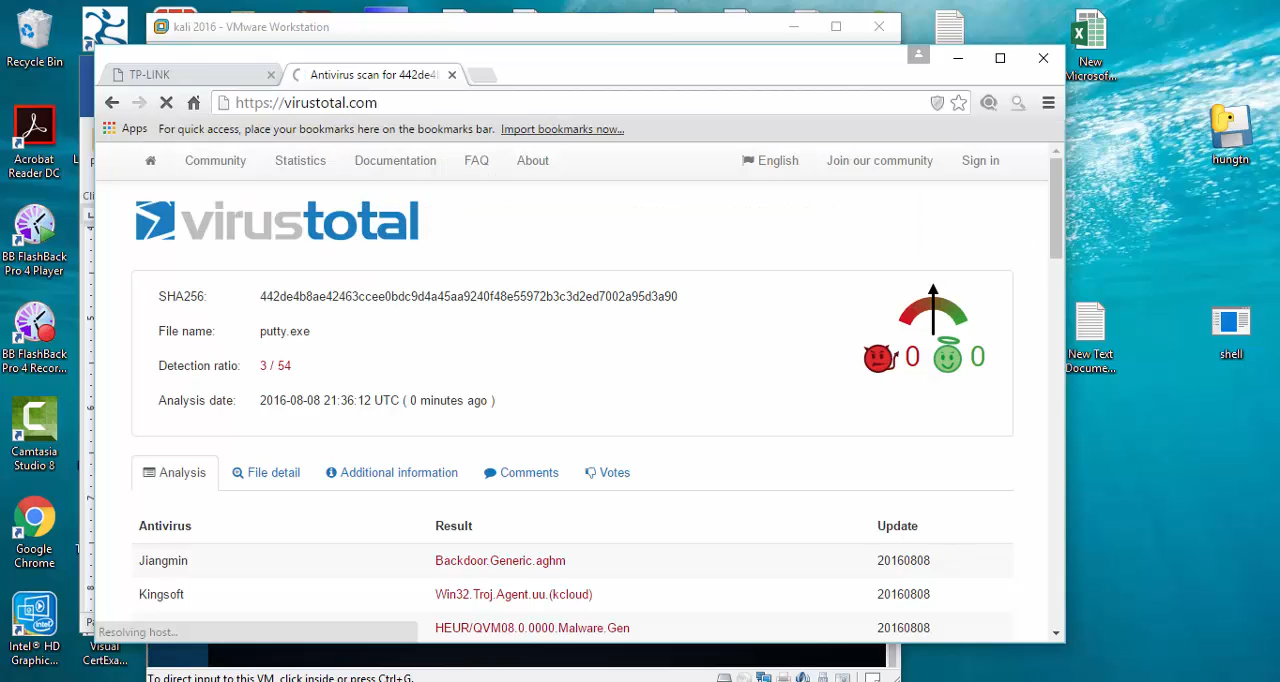 kali 2016 - VMware Workstation
Recycle Bin
TP-LINK
Antivirus scan for 442de4
New Microsof...
https://virustotal.com
Apps
For quick access, place your bookmarks here on the bookmarks bar. Import bookmarks now...
Acrobat Reader DC
hungtn
Community
Statistics
Documentation
FAQ
About
English
Join our community
Sign in
virustotal
BB FlashBack Pro 4 Player
SHA256: 442de4b8ae42463ccee0bdc9d4a45aa9240f48e55972b3c3d2ed7002a95d3a90
File name: putty.exe
0 0
Detection ratio: 3 / 54
BB FlashBack Pro 4 Recor...
New Text Docume...
shell
Analysis date: 2016-08-08 21:36:12 UTC ( 0 minutes ago )
Camtasia Studio 8
Analysis
File detail
Additional information
Comments
Votes
Antivirus Result Update
Google Chrome
Jiangmin Backdoor.Generic.aghm 20160808
Kingsoft Win32.Troj.Agent.uu.(kcloud) 20160808
HEUR/QVM08.0.0000.Malware.Gen 20160808
Resolving host...
Intel® HD Graphic...
Visual CertExa...
To direct input to this VM, click inside or press Ctrl+G.